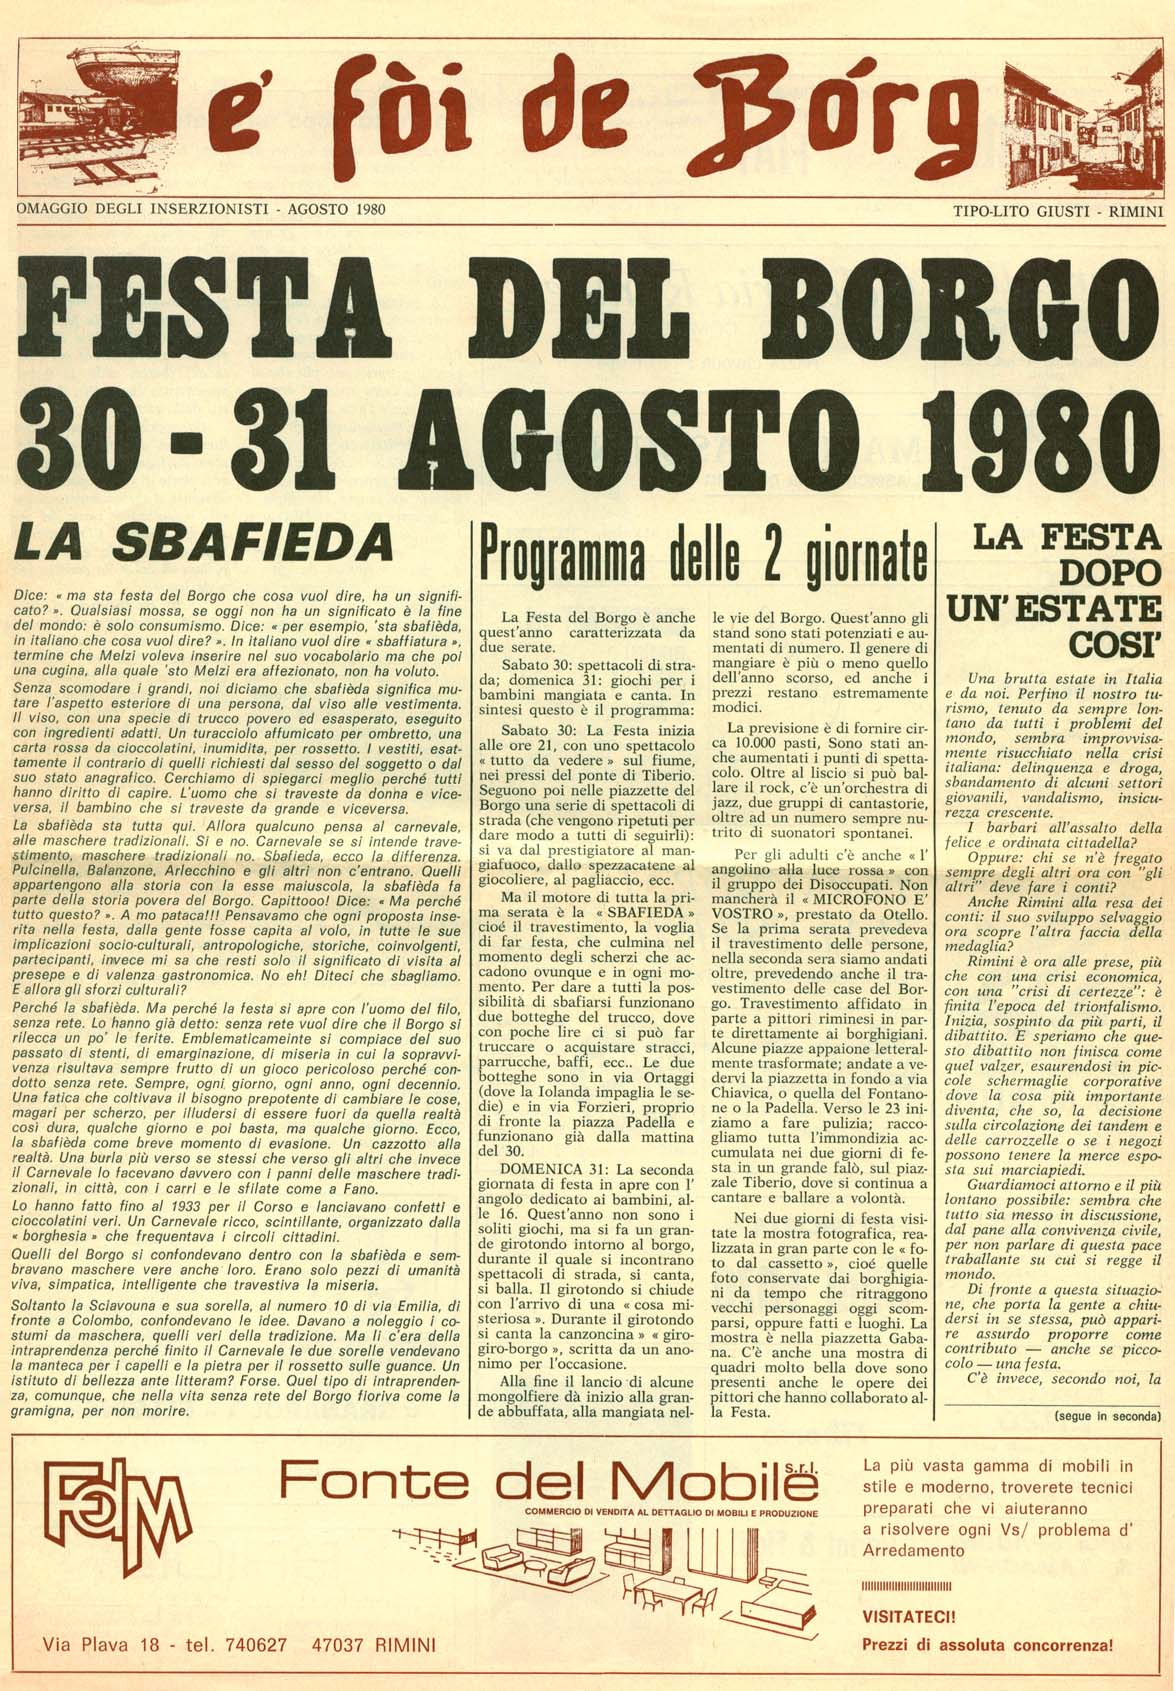 e' fòi de Bórg
OMAGGIO DEGLI INSERZIONISTI - AGOSTO 1980
TIPO-LITO GIUSTI - RIMINI
FESTA DEL BORGO
30 - 31 AGOSTO 1980
LA SBAFIEDA
Dice: « ma sta festa del Borgo che cosa vuol dire, ha un signifi-
cato? ». Qualsiasi mossa, se oggi non ha un significato è la fine
del mondo: è solo consumismo. Dice: « per esempio, 'sta sbafièda,
in italiano che cosa vuol dire? ». In italiano vuol dire « sbaffiatura »,
termine che Melzi voleva inserire nel suo vocabolario ma che poi
una cugina, alla quale 'sto Melzi era affezionato, non ha voluto.
Senza scomodare i grandi, noi diciamo che sbafièda significa mu-
tare l'aspetto esteriore di una persona, dal viso alle vestimenta.
Il viso, con una specie di trucco povero ed esasperato, eseguito
con ingredienti adatti. Un turacciolo affumicato per ombretto, una
carta rossa da cioccolatini, inumidita, per rossetto. I vestiti, esat-
tamente il contrario di quelli richiesti dal sesso del soggetto o dal
suo stato anagrafico. Cerchiamo di spiegarci meglio perché tutti
hanno diritto di capire. L'uomo che si traveste da donna e vice-
versa, il bambino che si traveste da grande e viceversa.
La sbafièda sta tutta qui. Allora qualcuno pensa al carnevale,
alle maschere tradizionali. Si e no. Carnevale se si intende trave-
stimento, maschere tradizionali no. Sbafieda, ecco la differenza.
Pulcinella, Balanzone, Arlecchino e gli altri non c'entrano. Quelli
appartengono alla storia con la esse maiuscola, la sbafièda fa
parte della storia povera del Borgo. Capittooo! Dice: « Ma perché
tutto questo? ». A mo pataca!!! Pensavamo che ogni proposta inse-
rita nella festa, dalla gente fosse capita al volo, in tutte le sue
implicazioni socio-culturali, antropologiche, storiche, coinvolgenti,
partecipanti, invece mi sa che resti solo il significato di visita al
presepe e di valenza gastronomica. No eh! Diteci che sbagliamo.
E allora gli sforzi culturali?
Perché la sbafièda. Ma perché la festa si apre con l'uomo del filo,
senza rete. Lo hanno già detto: senza rete vuol dire che il Borgo si
rilecca un po' le ferite. Emblematicameinte si compiace del suo
passato di stenti, di emarginazione, di miseria in cui la sopravvi-
venza risultava sempre frutto di un gioco pericoloso perché con-
dotto senza rete. Sempre, ogni giorno, ogni anno, ogni decennio.
Una fatica che coltivava il bisogno prepotente di cambiare le cose,
magari per scherzo, per illudersi di essere fuori da quella realtà
così dura, qualche giorno e poi basta, ma qualche giorno. Ecco,
la sbafièda come breve momento di evasione. Un cazzotto alla
realtà. Una burla più verso se stessi che verso gli altri che invece
il Carnevale lo facevano davvero con i panni delle maschere tradi-
zionali, in città, con i carri e le sfilate come a Fano.
Lo hanno fatto fino al 1933 per il Corso e lanciavano confetti e
cioccolatini veri. Un Carnevale ricco, scintillante, organizzato dalla
« borghesia » che frequentava i circoli cittadini.
Quelli del Borgo si confondevano dentro con la sbafièda e sem-
bravano maschere vere anche loro. Erano solo pezzi di umanità
viva, simpatica, intelligente che travestiva la miseria.
Soltanto la Sciavouna e sua sorella, al numero 10 di via Emilia, di
fronte a Colombo, confondevano le idee. Davano a noleggio i co-
stumi da maschera, quelli veri della tradizione. Ma lì c'era della
intraprendenza perché finito il Carnevale le due sorelle vendevano
la manteca per i capelli e la pietra per il rossetto sulle guance. Un
istituto di bellezza ante litteram? Forse. Quel tipo di intraprenden-
za, comunque, che nella vita senza rete del Borgo fioriva come la
gramigna, per non morire.
Programma delle 2 giornate
La Festa del Borgo è anche
quest'anno caratterizzata da
due serate.
Sabato 30: spettacoli di stra-
da; domenica 31: giochi per i
bambini mangiata e canta. In
sintesi questo è il programma:
Sabato 30: La Festa inizia
alle ore 21, con uno spettacolo
« tutto da vedere » sul fiume,
nei pressi del ponte di Tiberio.
Seguono poi nelle piazzette del
Borgo una serie di spettacoli di
strada (che vengono ripetuti per
dare modo a tutti di seguirli):
si va dal prestigiatore al man-
giafuoco, dallo spezzacatene al
giocoliere, al pagliaccio, ecc.
Ma il motore di tutta la pri-
ma serata è la « SBAFIEDA »
cioé il travestimento, la voglia
di far festa, che culmina nel
momento degli scherzi che ac-
cadono ovunque e in ogni mo-
mento. Per dare a tutti la pos-
sibilità di sbafiarsi funzionano
due botteghe del trucco, dove
con poche lire ci si può far
truccare o acquistare stracci,
parrucche, baffi, ecc.. Le due
botteghe sono in via Ortaggi
(dove la Iolanda impaglia le se-
die) e in via Forzieri, proprio
di fronte la piazza Padella e
funzionano già dalla mattina
del 30.
DOMENICA 31: La seconda
giornata di festa in apre con l'
angolo dedicato ai bambini, al-
le 16. Quest'anno non sono i
soliti giochi, ma si fa un gran-
de girotondo intorno al borgo,
durante il quale si incontrano
spettacoli di strada, si canta,
si balla. Il girotondo si chiude
con l'arrivo di una « cosa mi-
steriosa ». Durante il girotondo
si canta la canzoncina » « giro-
giro-borgo », scritta da un ano-
nimo per l'occasione.
Alla fine il lancio di alcune
mongolfiere dà inizio alla gran-
de abbuffata, alla mangiata nel-
le vie del Borgo. Quest'anno gli
stand sono stati potenziati e au-
mentati di numero. Il genere di
mangiare è più o meno quello
dell'anno scorso, ed anche i
prezzi restano estremamente
modici.
La previsione è di fornire cir-
ca 10.000 pasti, Sono stati an-
che aumentati i punti di spetta-
colo. Oltre al liscio si può bal-
lare il rock, c'è un'orchestra di
jazz, due gruppi di cantastorie,
oltre ad un numero sempre nu-
trito di suonatori spontanei.
Per gli adulti c'è anche « l'
angolino alla luce rossa » con
il gruppo dei Disoccupati. Non
mancherà il « MICROFONO E'
VOSTRO », prestato da Otello.
Se la prima serata prevedeva
il travestimento delle persone,
nella seconda sera siamo andati
oltre, prevedendo anche il tra-
vestimento delle case del Bor-
go. Travestimento affidato in
parte a pittori riminesi in par-
te direttamente ai borghigiani.
Alcune piazze appaione letteral-
mente trasformate; andate a ve-
dervi la piazzetta in fondo a via
Chiavica, o quella del Fontano-
ne o la Padella. Verso le 23 ini-
ziamo a fare pulizia; racco-
gliamo tutta l'immondizia ac-
cumulata nei due giorni di fe-
sta in un grande falò, sul piaz-
zale Tiberio, dove si continua a
cantare e ballare a volontà.
Nei due giorni di festa visi-
tate la mostra fotografica, rea-
lizzata in gran parte con le « fo-
to dal cassetto », cioé quelle
foto conservate dai borghigia-
ni da tempo che ritraggono
vecchi personaggi oggi scom-
parsi, oppure fatti e luoghi. La
mostra è nella piazzetta Gaba-
na. C'è anche una mostra di
quadri molto bella dove sono
presenti anche le opere dei
pittori che hanno collaborato al-
la Festa.
LA FESTA
DOPO
UN'ESTATE
COSI'
Una brutta estate in Italia
e da noi. Perfino il nostro tu-
rismo, tenuto da sempre lon-
tano da tutti i problemi del
mondo, sembra improvvisa-
mente risucchiato nella crisi
italiana: delinquenza e droga,
sbandamento di alcuni settori
giovanili, vandalismo, insicu-
rezza crescente.
I barbari all'assalto della
felice e ordinata cittadella?
Oppure: chi se n'è fregato
sempre degli altri ora con "gli
altri" deve fare i conti?
Anche Rimini alla resa dei
conti: il suo sviluppo selvaggio
ora scopre l'altra faccia della
medaglia?
Rimini è ora alle prese, più
che con una crisi economica,
con una "crisi di certezze": è
finita l'epoca del trionfalismo.
Inizia, sospinto da più parti, il
dibattito. E speriamo che que-
sto dibattito non finisca come
quel valzer, esaurendosi in pic-
cole schermaglie corporative
dove la cosa più importante
diventa, che so, la decisione
sulla circolazione dei tandem e
delle carrozzelle o se i negozi
possono tenere la merce espo-
sta sui marciapiedi.
Guardiamoci attorno e il più
lontano possibile: sembra che
tutto sia messo in discussione,
dal pane alla convivenza civile,
per non parlare di questa pace
traballante su cui si regge il
mondo.
Di fronte a questa situazio-
ne, che porta la gente a chiu-
dersi in se stessa, può appari-
re assurdo proporre come
contributo — anche se picco-
colo — una festa.
C'è invece, secondo noi, la
(segue in seconda)
FdM
Fonte del Mobile s.r.l.
COMMERCIO DI VENDITA AL DETTAGLIO DI MOBILI E PRODUZIONE
Via Plava 18 - tel. 740627 47037 RIMINI
La più vasta gamma di mobili in
stile e moderno, troverete tecnici
preparati che vi aiuteranno
a risolvere ogni Vs/ problema d'
Arredamento
VISITATECI!
Prezzi di assoluta concorrenza!